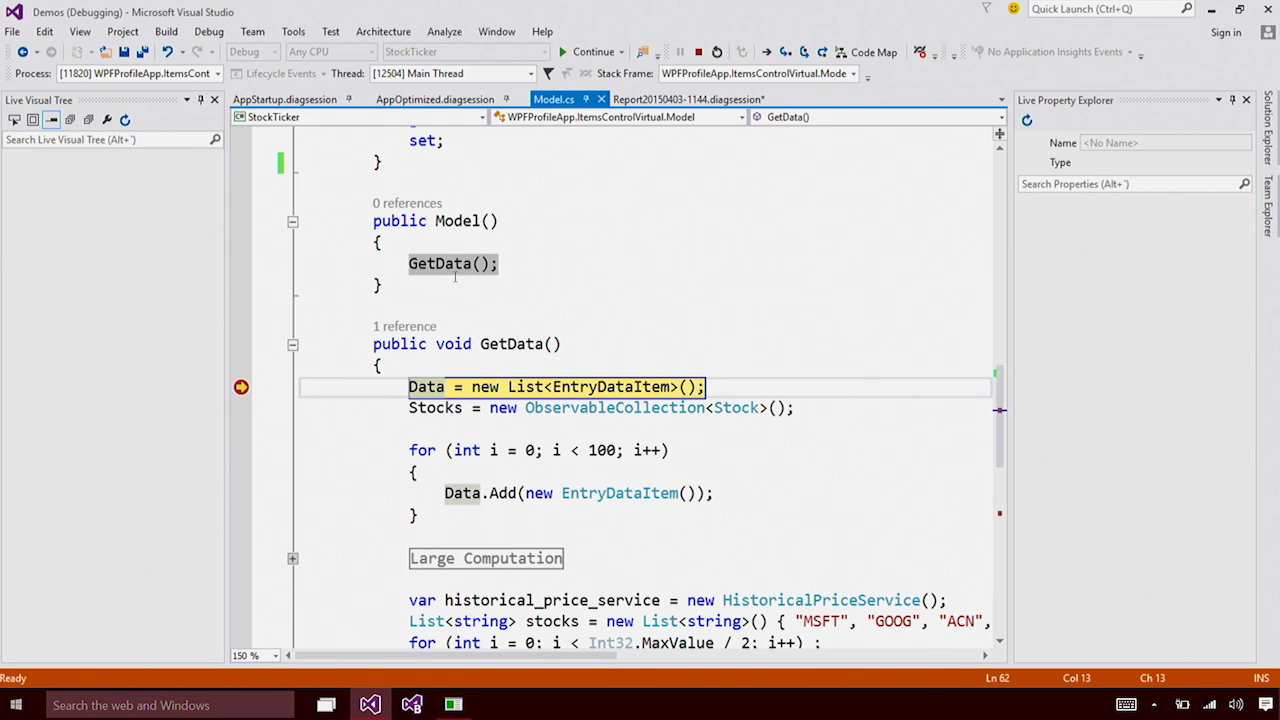 Demos (Debugging) - Microsoft Visual Studio
Quick Launch (Ctrl+Q)
File Edit View Project Build Debug Team Tools Test Architecture Analyze Window Help
Sign in
Debug Any CPU StockTicker Continue Code Map No Application Insights Events
Process: [11820] WPFProfileApp.ItemsCont Lifecycle Events Thread: [12504] Main Thread Stack Frame: WPFProfileApp.ItemsControlVirtual.Mode
Live Visual Tree
Search Live Visual Tree (Alt+`)
AppStartup.diagsession AppOptimized.diagsession Model.cs Report20150403-1144.diagsession*
StockTicker WPFProfileApp.ItemsControlVirtual.Model GetData()
set;
}
0 references
public Model()
{
GetData();
}
1 reference
public void GetData()
{
Data = new List<EntryDataItem>();
Stocks = new ObservableCollection<Stock>();
for (int i = 0; i < 100; i++)
{
Data.Add(new EntryDataItem());
}
Large Computation
var historical_price_service = new HistoricalPriceService();
List<string> stocks = new List<string>() { "MSFT", "GOOG", "ACN",
for (int i = 0; i < Int32.MaxValue / 2; i++) ;
150 %
Live Property Explorer
Name <No Name>
Type
Search Properties (Alt+`)
Solution Explorer
Team Explorer
Ready Ln 62 Col 13 Ch 13 INS
Search the web and Windows